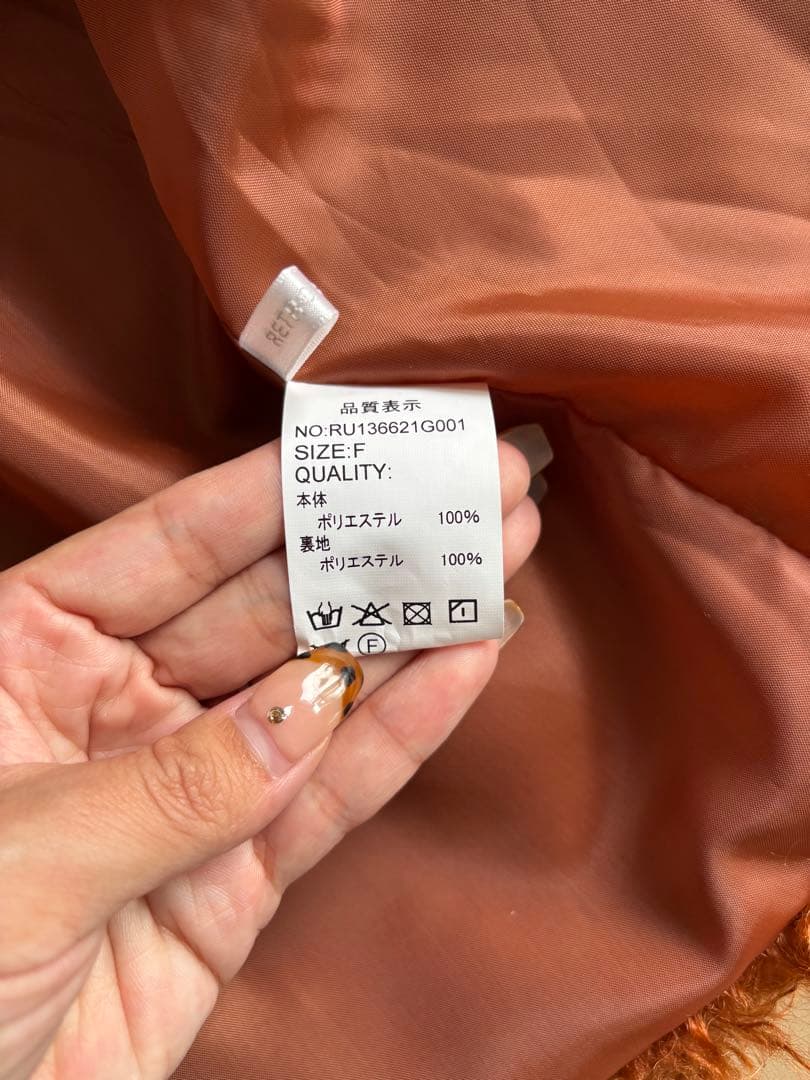 品質表示
NO:RU136621G001
SIZE:F
QUALITY:
本体
ポリエステル 100%
裏地
ポリエステル 100%
F